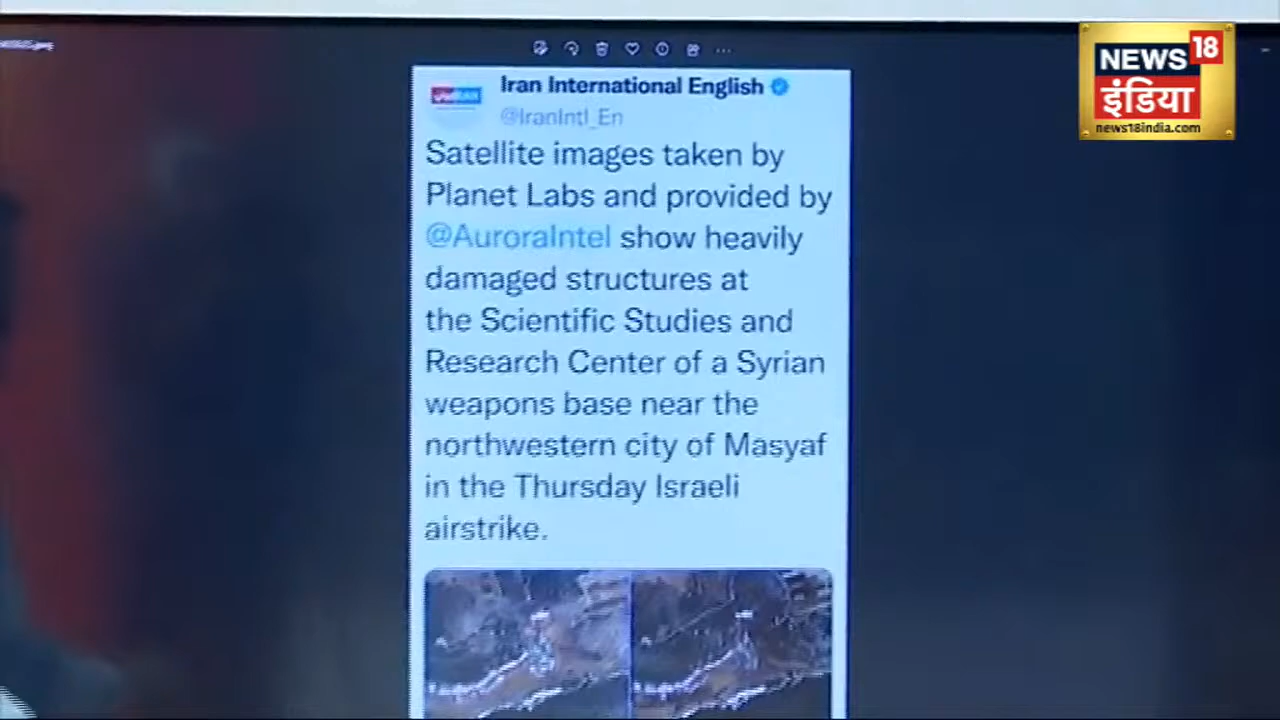 NEWS 18
इंडिया
news18india.com
Iran International English
@IranIntl_En
Satellite images taken by
Planet Labs and provided by
@AuroraIntel show heavily
damaged structures at
the Scientific Studies and
Research Center of a Syrian
weapons base near the
northwestern city of Masyaf
in the Thursday Israeli
airstrike.